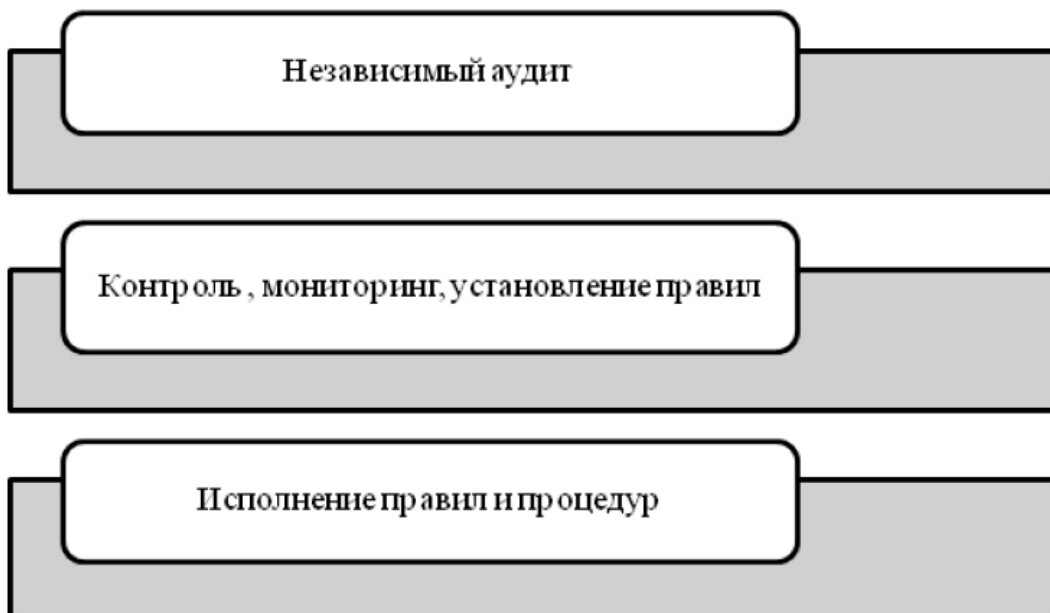 Независимый аудит
Контроль , мониторинг, установление правил
Исполнение правил и процедур